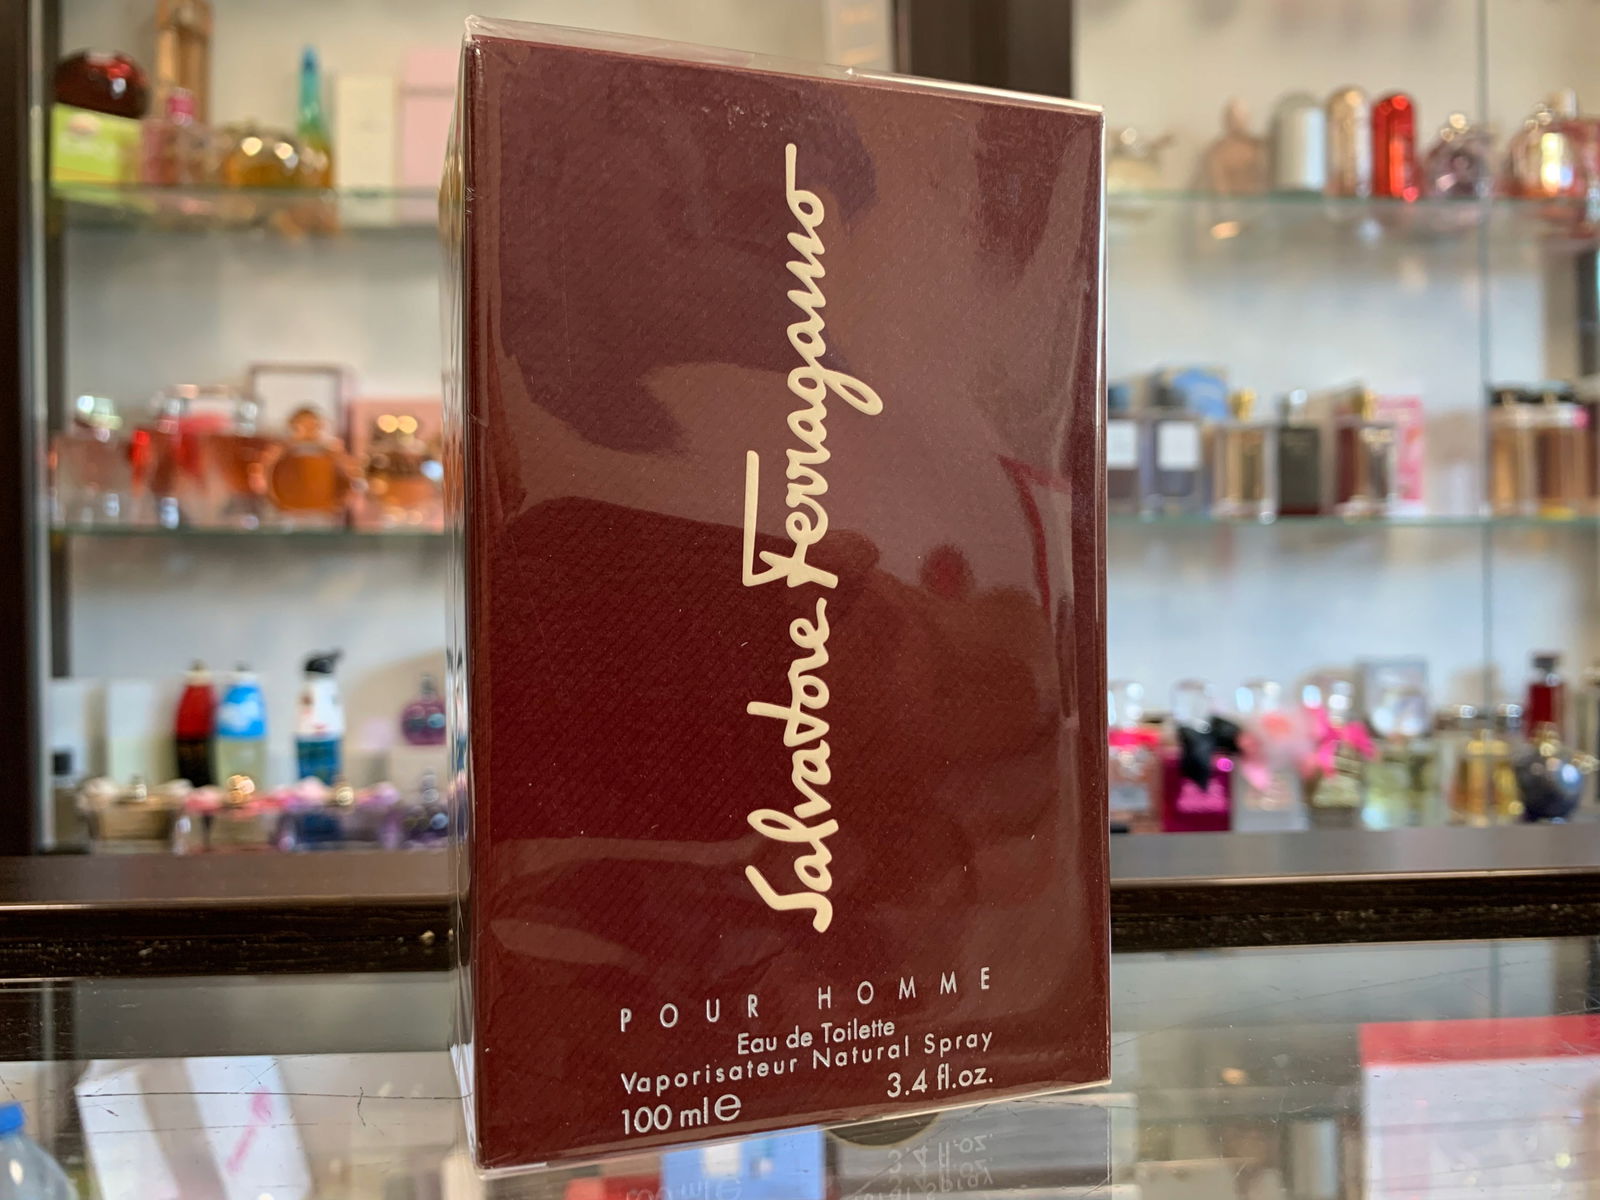 Salvatore Ferragamo
POUR HOMME
Eau de Toilette
Vaporisateur Natural Spray
100 ml e 3.4 fl.oz.